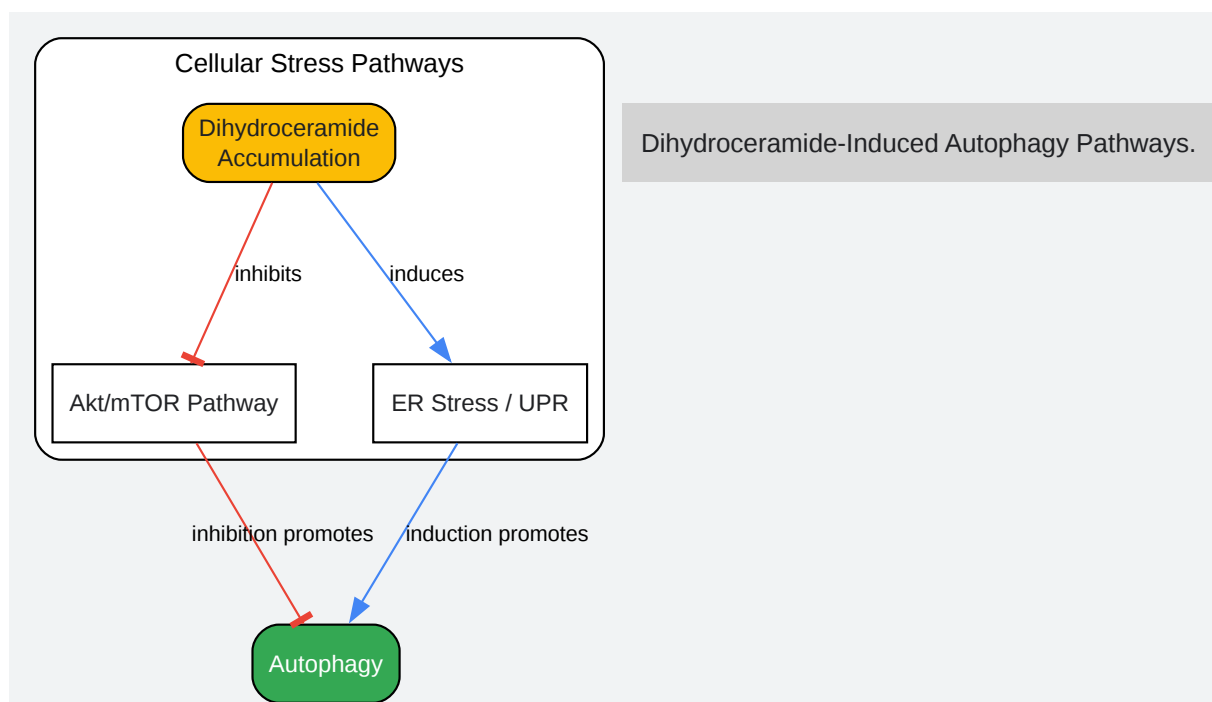 Cellular Stress Pathways
Dihydroceramide
Accumulation
Dihydroceramide-Induced Autophagy Pathways.
inhibits
induces
Akt/mTOR Pathway
ER Stress / UPR
inhibition promotes
induction promotes
Autophagy